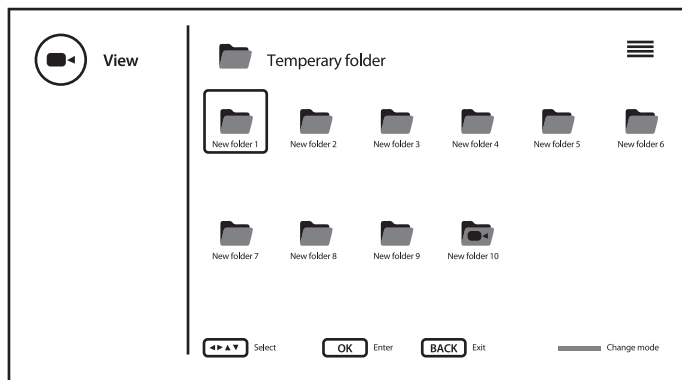 View
Temperary folder
New folder 1 New folder 2 New folder 3 New folder 4 New folder 5 New folder 6
New folder 7 New folder 8 New folder 9 New folder 10
Select OK Enter BACK Exit Change mode